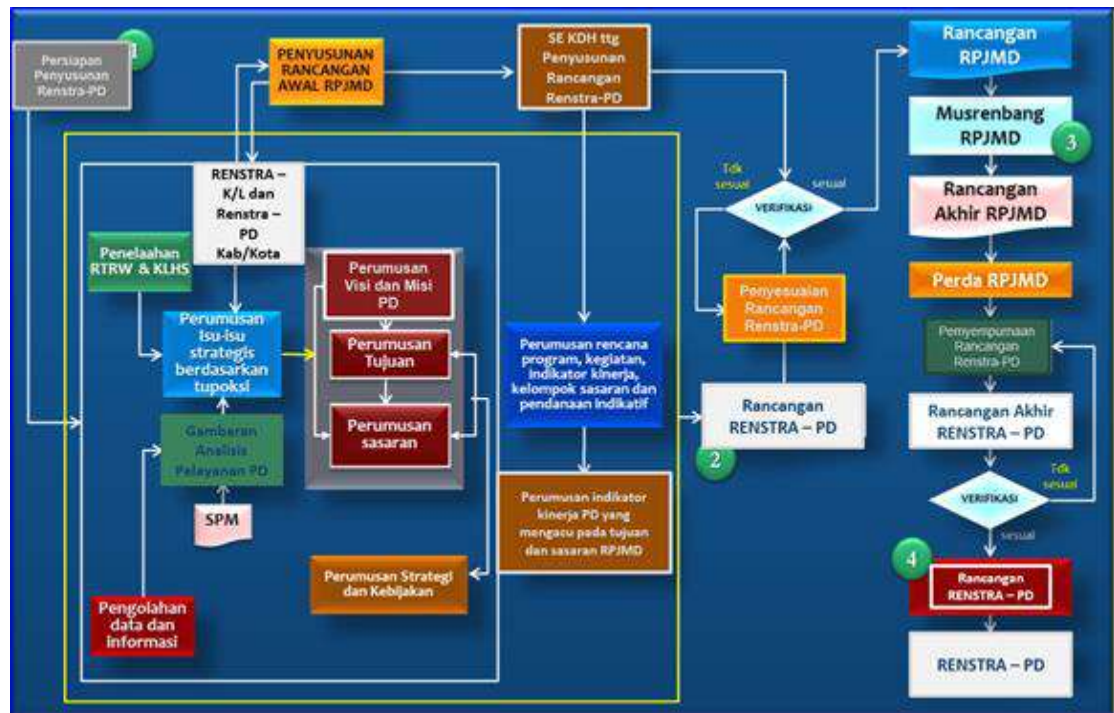 Persiapan
Penyusunan
Renstra-PD
1
PENYUSUNAN
RANCANGAN
AWAL RPJMD
SE KDH ttg
Penyusunan
Rancangan
Renstra-PD
RENSTRA –
K/L dan
Renstra –
PD
Kab/Kota
Penelaahan
RTRW & KLHS
Perumusan
Isu-isu
strategis
berdasarkan
tupoksi
Gambaran
Analisis
Pelayanan PD
SPM
Pengolahan
data dan
informasi
Perumusan
Visi dan Misi
PD
Perumusan
Tujuan
Perumusan
sasaran
Perumusan Strategi
dan Kebijakan
Perumusan rencana
program, kegiatan,
indikator kinerja,
kelompok sasaran dan
pendanaan indikatif
Perumusan indikator
kinerja PD yang
mengacu pada tujuan
dan sasaran RPJMD
Tdk
sesuai
sesuai
VERIFIKASI
Penyesuaian
Rancangan
Renstra-PD
Rancangan
RENSTRA – PD
2
Rancangan
RPJMD
Musrenbang
RPJMD
3
Rancangan
Akhir RPJMD
Perda RPJMD
Penyempurnaan
Rancangan
Renstra-PD
Rancangan Akhir
RENSTRA – PD
Tdk
sesuai
VERIFIKASI
sesuai
4
Rancangan
RENSTRA – PD
RENSTRA – PD